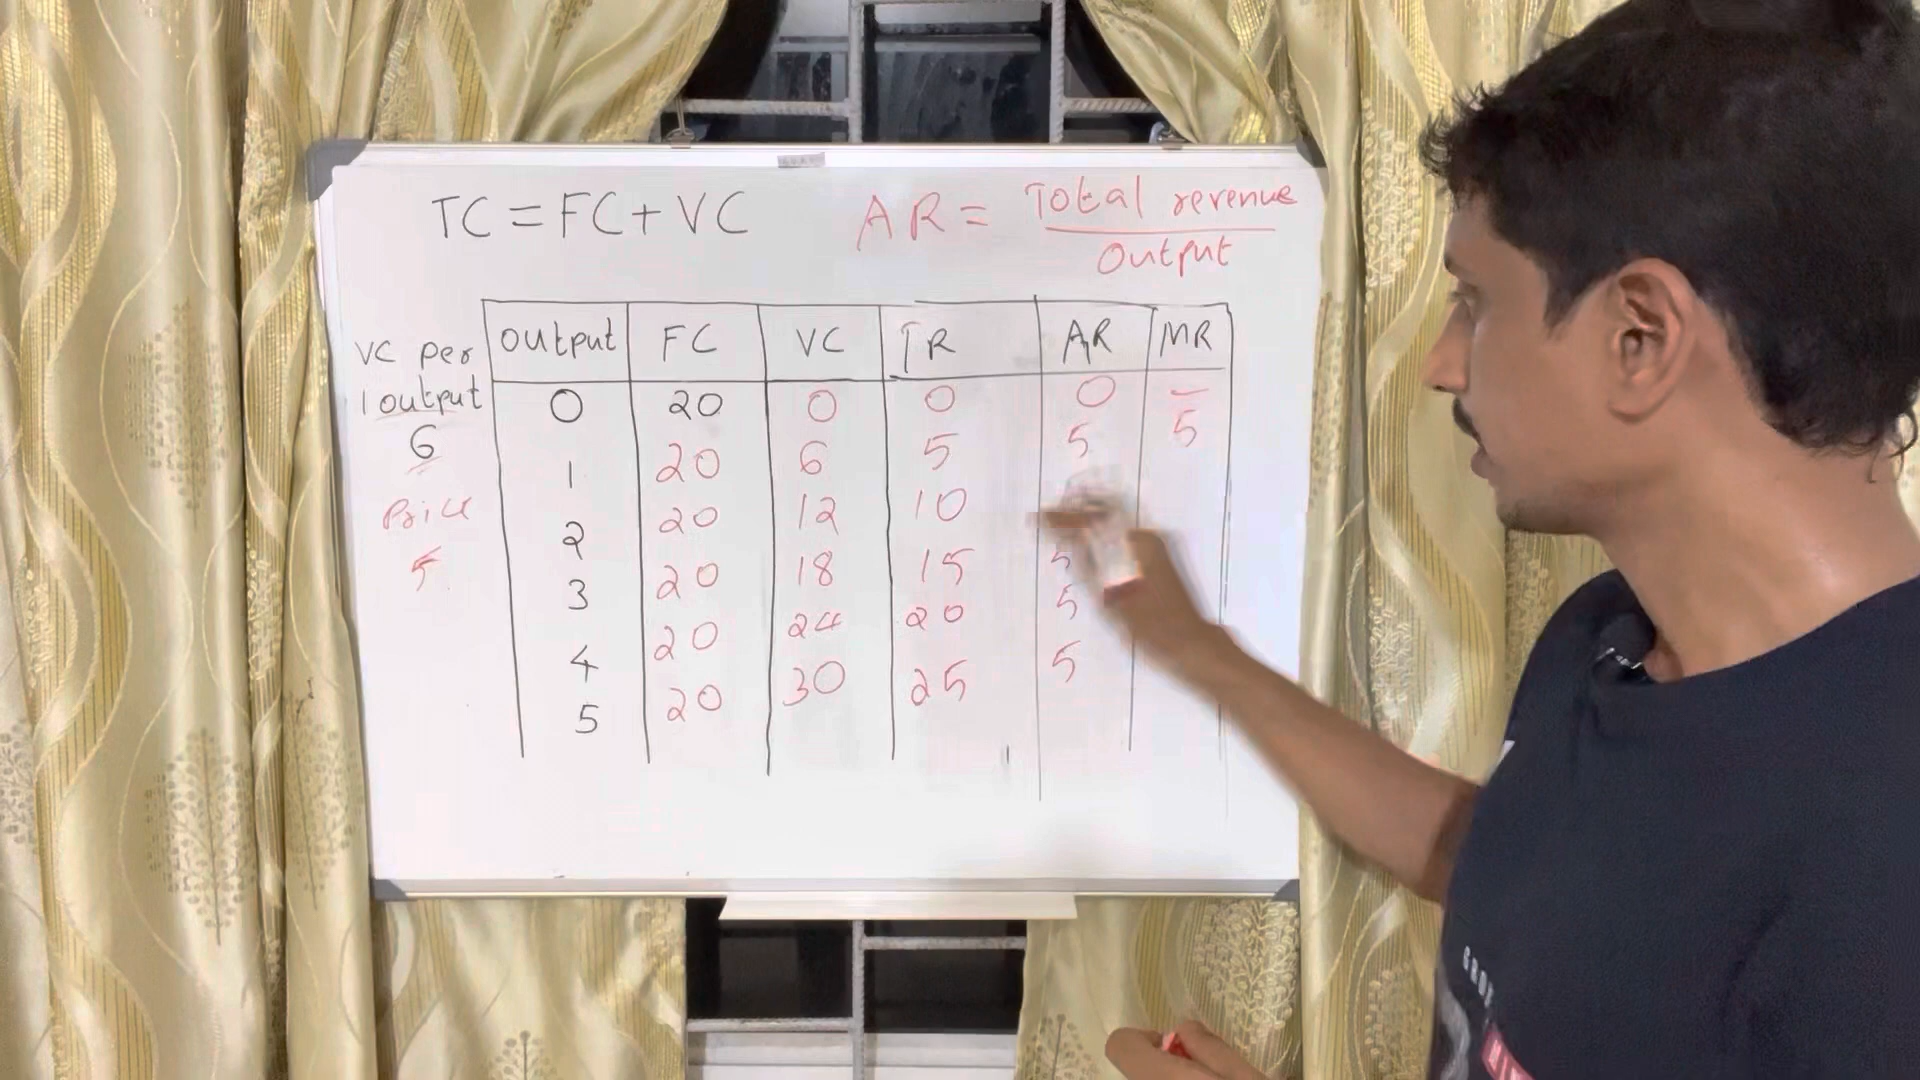 TC = FC + VC
AR = Total revenue
Output
VC per
1 output
6
Price
5
output FC VC TR AR MR
0 20 0 0 0 –
1 20 6 5 5 5
2 20 12 10
3 20 18 15 5
4 20 24 20 5
5 20 30 25 5